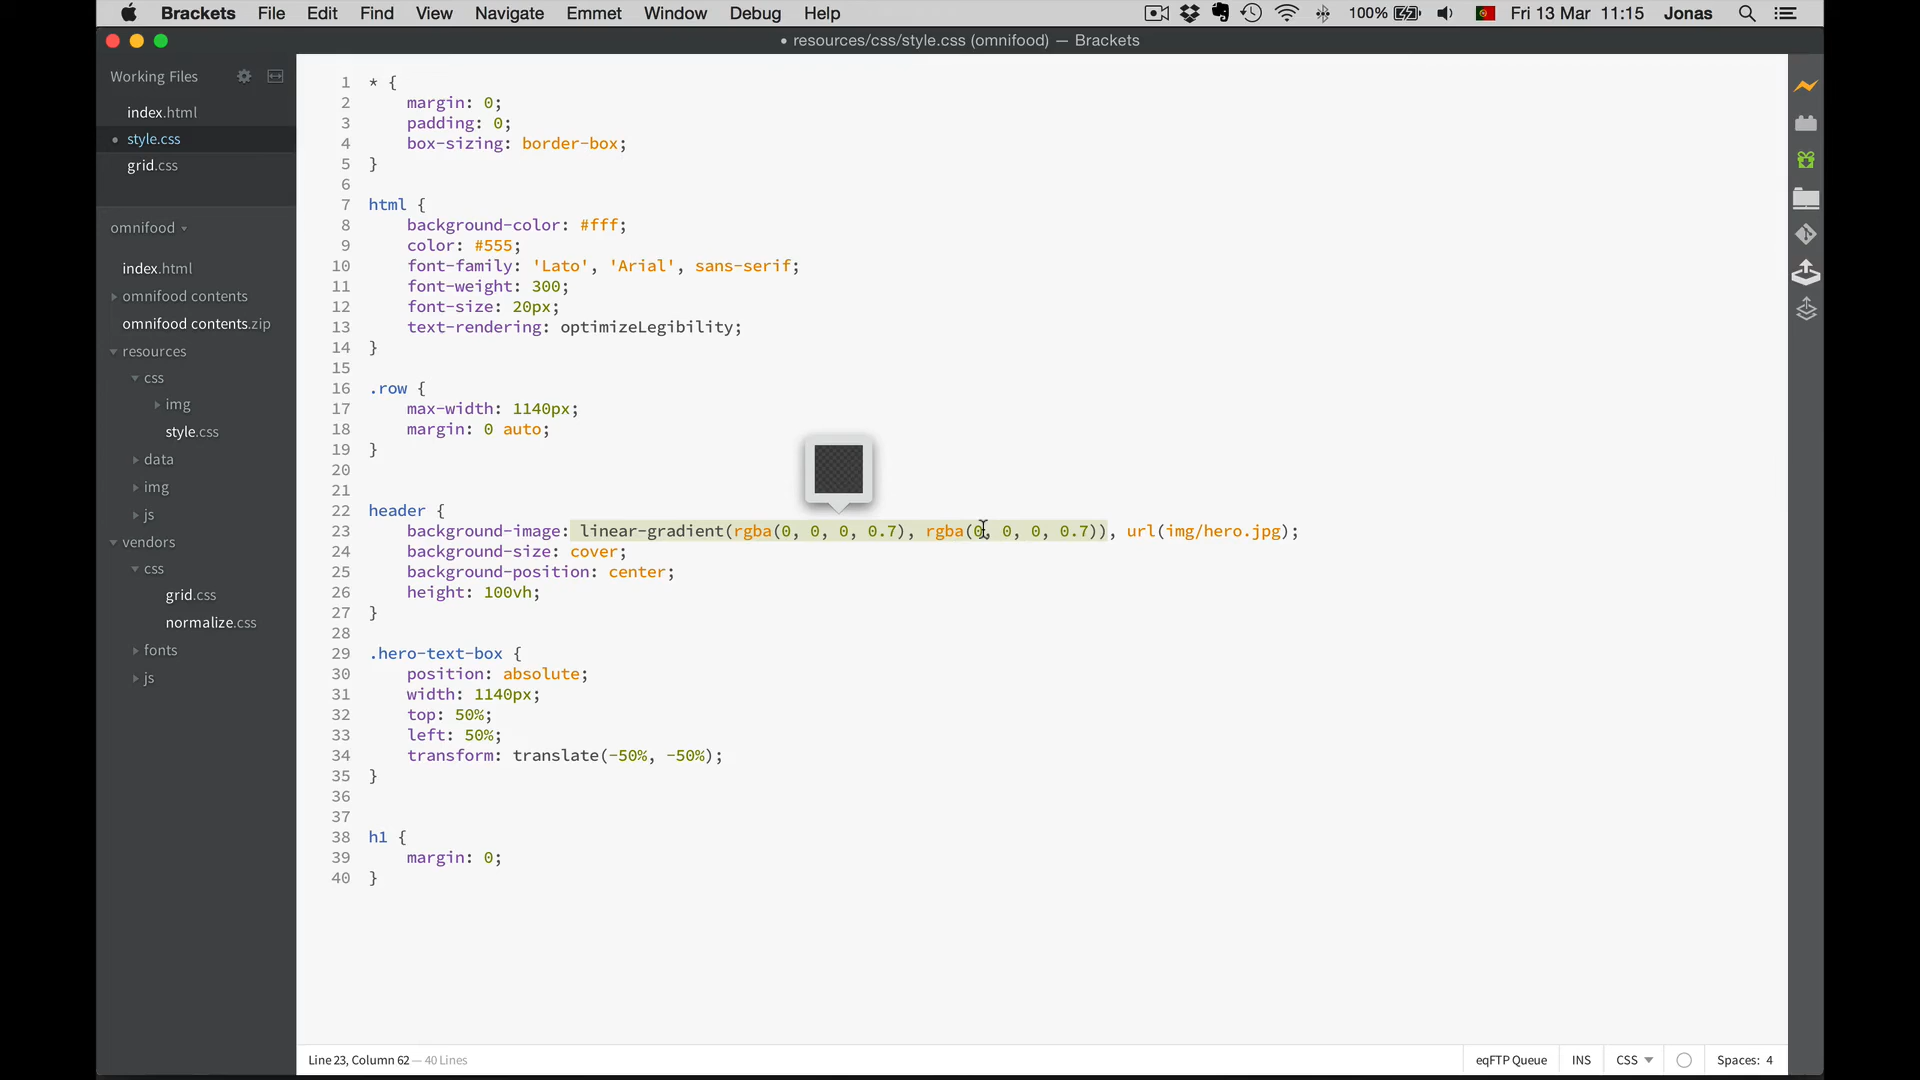 Brackets File Edit Find View Navigate Emmet Window Debug Help 100% Fri 13 Mar 11:15 Jonas
• resources/css/style.css (omnifood) — Brackets
Working Files
index.html
• style.css
grid.css
omnifood
index.html
omnifood contents
omnifood contents.zip
resources
css
img
style.css
data
img
js
vendors
css
grid.css
normalize.css
fonts
js
1 * {
2     margin: 0;
3     padding: 0;
4     box-sizing: border-box;
5 }
6
7 html {
8     background-color: #fff;
9     color: #555;
10     font-family: 'Lato', 'Arial', sans-serif;
11     font-weight: 300;
12     font-size: 20px;
13     text-rendering: optimizeLegibility;
14 }
15
16 .row {
17     max-width: 1140px;
18     margin: 0 auto;
19 }
20
21
22 header {
23     background-image: linear-gradient(rgba(0, 0, 0, 0.7), rgba(0, 0, 0, 0.7)), url(img/hero.jpg);
24     background-size: cover;
25     background-position: center;
26     height: 100vh;
27 }
28
29 .hero-text-box {
30     position: absolute;
31     width: 1140px;
32     top: 50%;
33     left: 50%;
34     transform: translate(-50%, -50%);
35 }
36
37
38 h1 {
39     margin: 0;
40 }
Line 23, Column 62 — 40 Lines
eqFTP Queue INS CSS Spaces: 4